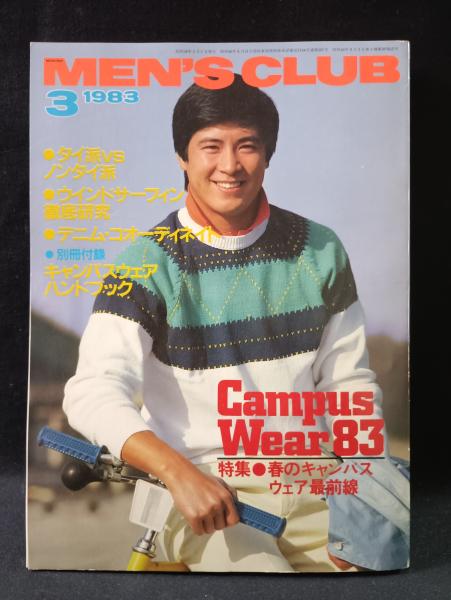 MEN'S CLUB
3 1983
●タイ派vs
ノンタイ派
●ウインドサーフィン
徹底研究
●デニム・コオーディネイト
●別冊付録
キャンパスウェア
ハンドブック
Campus
Wear 83
特集●春のキャンパス
ウェア最前線